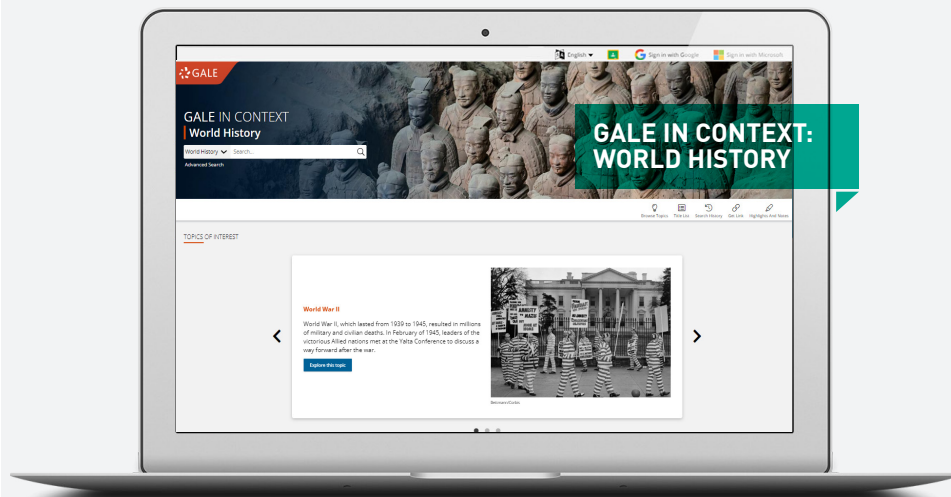 English
Sign in with Google
Sign in with Microsoft
GALE
GALE IN CONTEXT
World History
World History
Search...
Advanced Search
GALE IN CONTEXT:
WORLD HISTORY
Browse Topics
Title List
Search History
Get Link
Highlights And Notes
TOPICS OF INTEREST
World War II
World War II, which lasted from 1939 to 1945, resulted in millions
of military and civilian deaths. In February of 1945, leaders of the
victorious Allied nations met at the Yalta Conference to discuss a
way forward after the war.
Explore this topic
Bettmann/Corbis